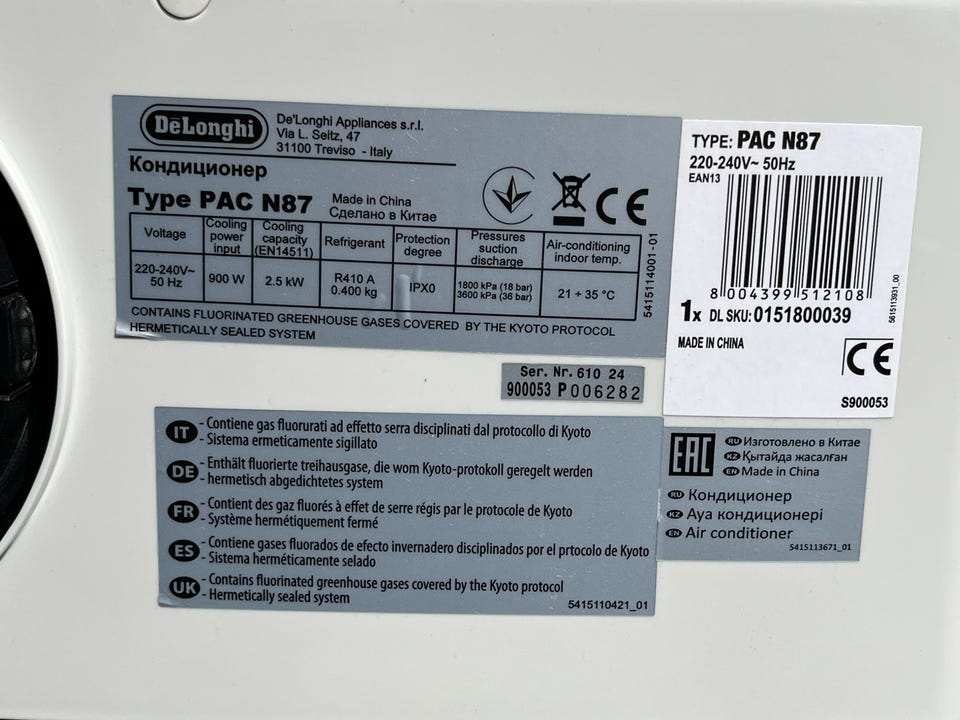 DeLonghi
De'Longhi Appliances s.r.l.
Via L. Seitz, 47
31100 Treviso - Italy
Кондиционер
Type PAC N87
Made in China
Сделано в Китае
CE
Voltage
Cooling power input
Cooling capacity (EN14511)
Refrigerant
Protection degree
Pressures suction discharge
Air-conditioning indoor temp.
220-240V~ 50 Hz
900 W
2.5 kW
R410 A 0.400 kg
IPX0
1800 kPa (18 bar)
3600 kPa (36 bar)
21 ÷ 35 °C
CONTAINS FLUORINATED GREENHOUSE GASES COVERED BY THE KYOTO PROTOCOL
HERMETICALLY SEALED SYSTEM
5415114001-01
TYPE: PAC N87
220-240V~ 50Hz
EAN13
8 004399 512108
1x DL SKU: 0151800039
MADE IN CHINA
CE
S900053
5615113931_00
Ser. Nr. 610 24
900053 P 006282
IT - Contiene gas fluorurati ad effetto serra disciplinati dal protocollo di Kyoto
- Sistema ermeticamente sigillato
DE - Enthält fluorierte treihausgase, die wom Kyoto-protokoll geregelt werden
- hermetisch abgedichtetes system
FR - Contient des gaz fluorés à effet de serre régis par le protocole de Kyoto
- Système hermétiquement fermé
ES - Contiene gases fluorados de efecto invernadero disciplinados por el prtocolo de Kyoto
- Sistema herméticamente selado
UK - Contains fluorinated greenhouse gases covered by the Kyoto protocol
- Hermetically sealed system
5415110421_01
EAC
RU Изготовлено в Китае
KZ Қытайда жасалған
EN Made in China
RU Кондиционер
KZ Ауа кондиционері
EN Air conditioner
5415113671_01